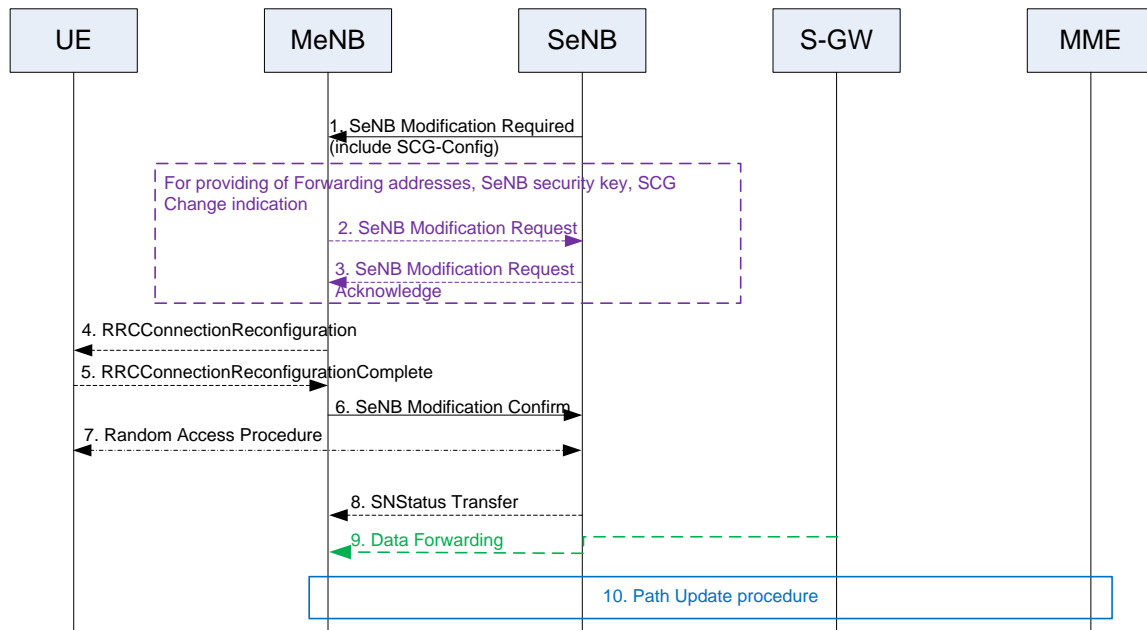 UE
MeNB
SeNB
S-GW
MME
1. SeNB Modification Required
(include SCG-Config)
For providing of Forwarding addresses, SeNB security key, SCG
Change indication
2. SeNB Modification Request
3. SeNB Modification Request
Acknowledge
4. RRCConnectionReconfiguration
5. RRCConnectionReconfigurationComplete
6. SeNB Modification Confirm
7. Random Access Procedure
8. SNStatus Transfer
9. Data Forwarding
10. Path Update procedure